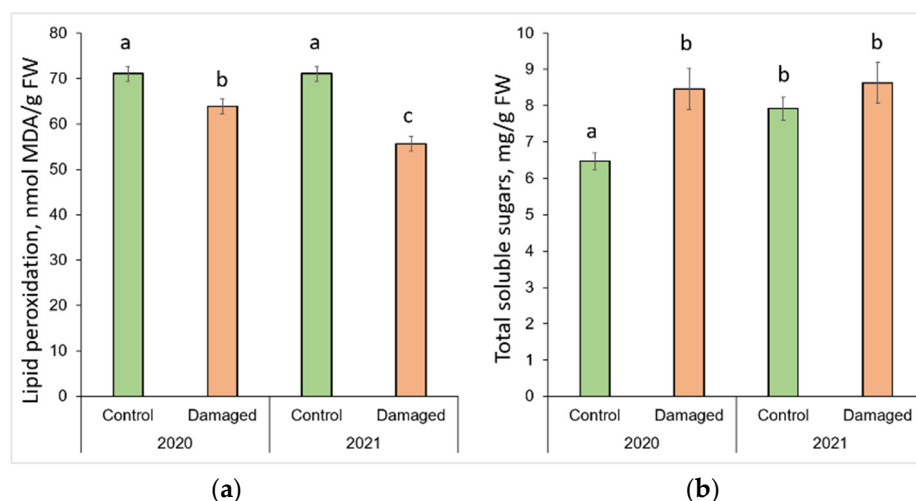 Lipid peroxidation, nmol MDA/g FW
80
70
60
50
40
30
20
10
0
a
b
a
c
Control Damaged Control Damaged
2020 2021
(a)
Total soluble sugars, mg/g FW
10
9
8
7
6
5
4
3
2
1
0
a
b
b
b
Control Damaged Control Damaged
2020 2021
(b)